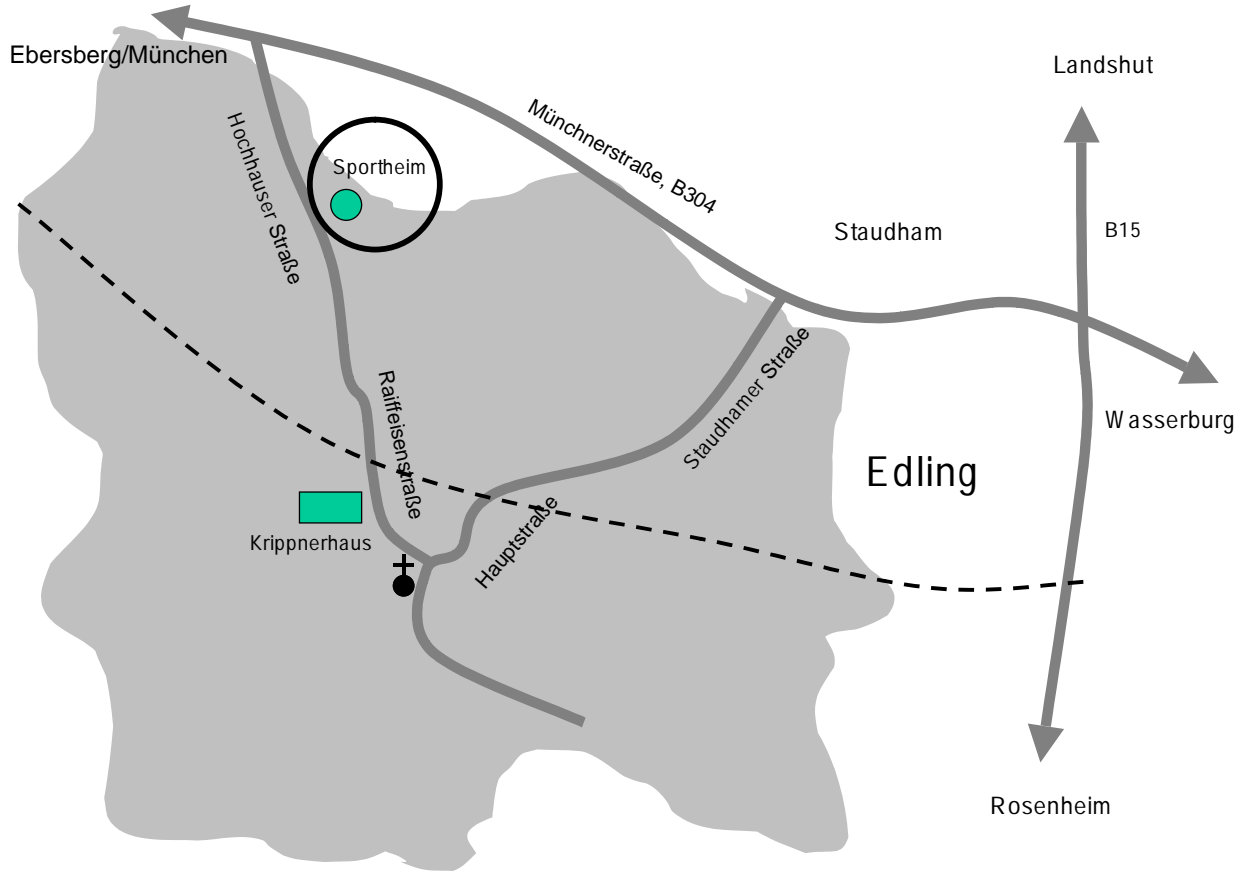 Ebersberg/München
Landshut
Münchnerstraße, B304
Hochhauser Straße
Sportheim
Staudham
B15
Raiffeisenstraße
Staudhamer Straße
Wasserburg
Edling
Hauptstraße
Krippnerhaus
Rosenheim